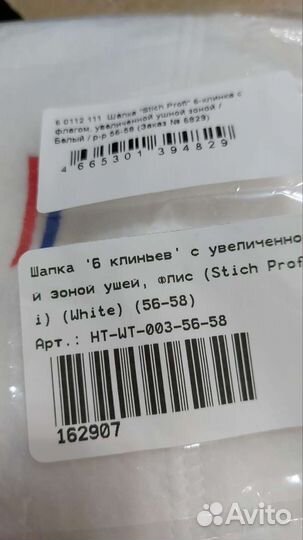 6 0112 111 Шапка "Stich Profi" 6-клинка с
флагом, увеличенной ушной зоной /
Белый / р-р 56-58 (Заказ № 6829)
4 665301 394829
Шапка '6 клиньев' с увеличенно
й зоной ушей, флис (Stich Prof
i) (White) (56-58)
Арт.: HT-WT-003-56-58
162907
Avito